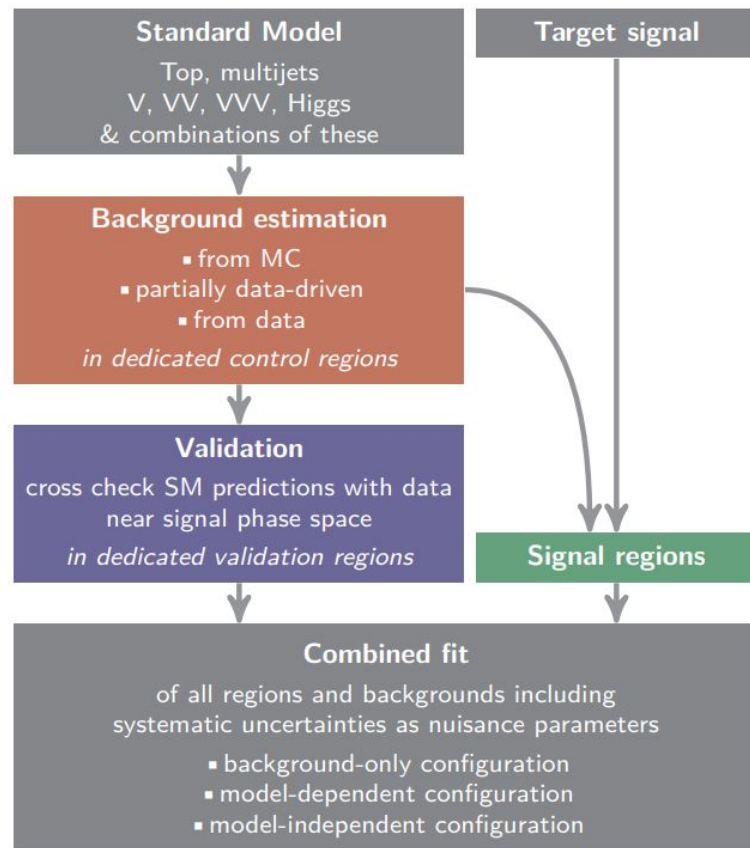 Standard Model
Top, multijets
V, VV, VVV, Higgs
& combinations of these
Target signal
Background estimation
▪ from MC
▪ partially data-driven
▪ from data
in dedicated control regions
Validation
cross check SM predictions with data
near signal phase space
in dedicated validation regions
Signal regions
Combined fit
of all regions and backgrounds including
systematic uncertainties as nuisance parameters
▪ background-only configuration
▪ model-dependent configuration
▪ model-independent configuration